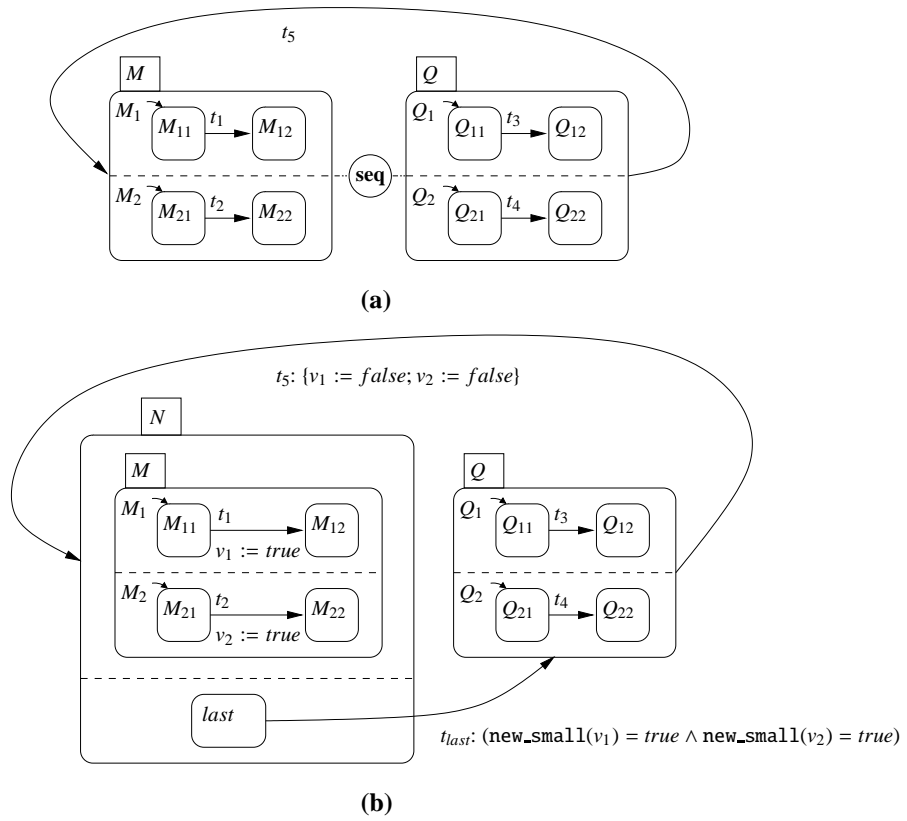 t5
M Q
M1 M11 t1 M12 Q1 Q11 t3 Q12
seq
M2 M21 t2 M22 Q2 Q21 t4 Q22
(a)
t5: {v1 := false; v2 := false}
N
M Q
M1 M11 t1 M12 Q1 Q11 t3 Q12
v1 := true
M2 M21 t2 M22 Q2 Q21 t4 Q22
v2 := true
last
tlast: (new_small(v1) = true ∧ new_small(v2) = true)
(b)